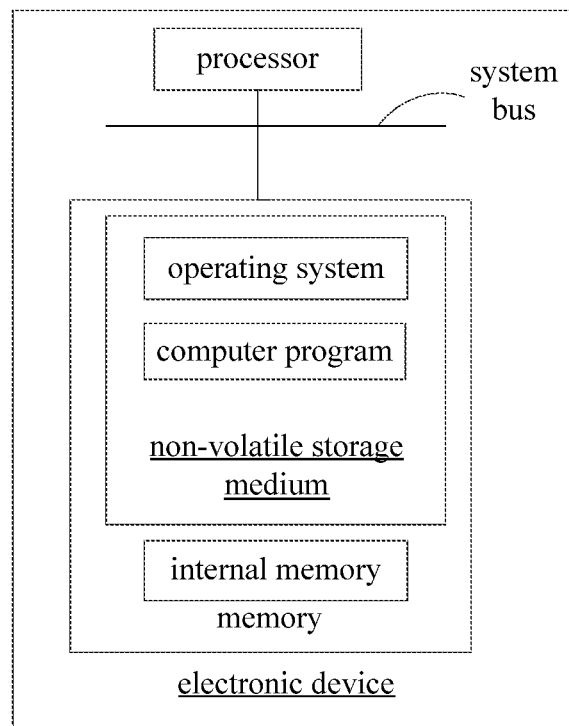 processor
system
bus
operating system
computer program
non-volatile storage
medium
internal memory
memory
electronic device